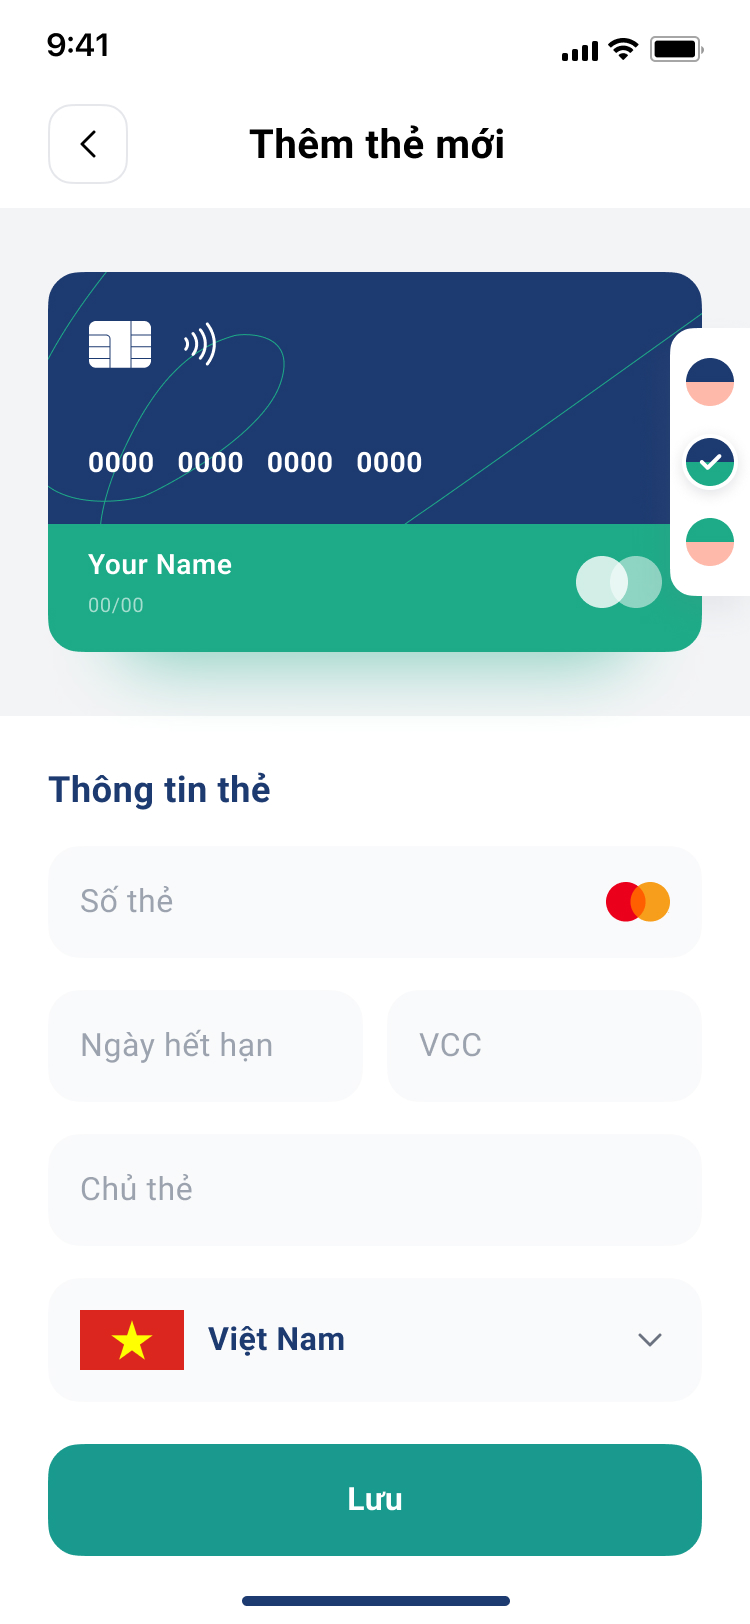 9:41
Thêm thẻ mới
0000 0000 0000 0000
Your Name
00/00
Thông tin thẻ
Số thẻ
Ngày hết hạn
VCC
Chủ thẻ
Việt Nam
Lưu